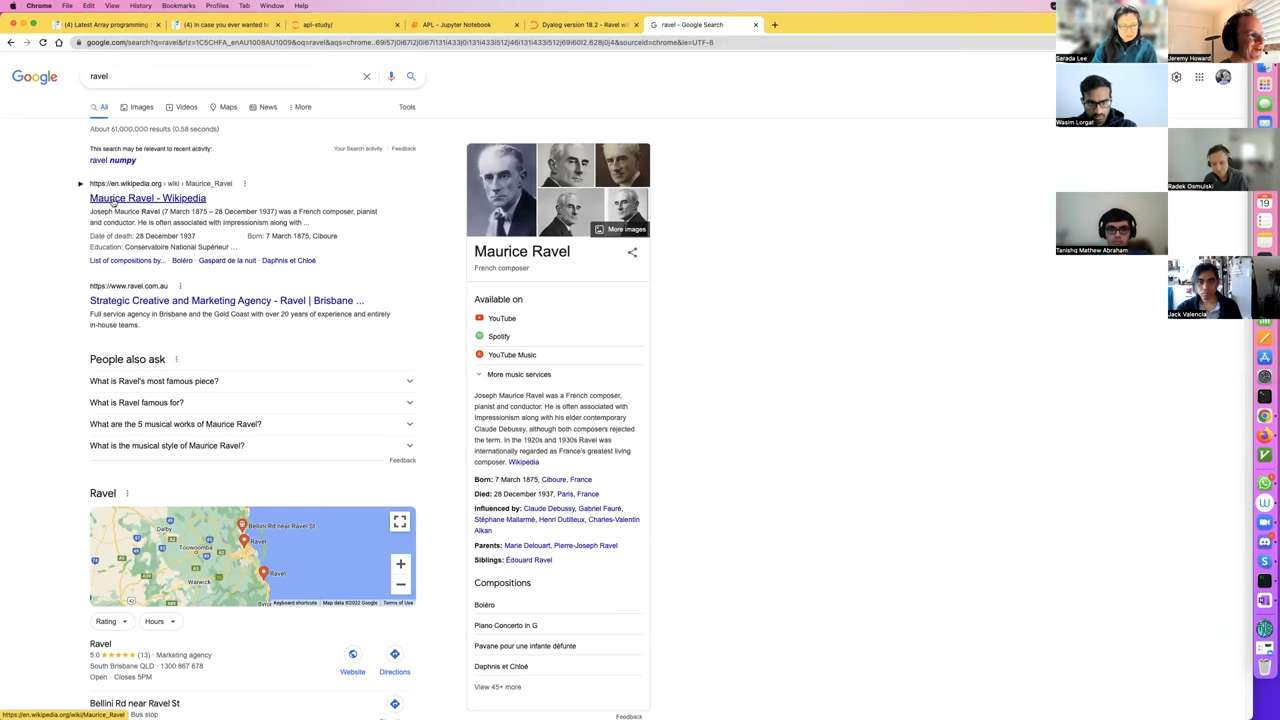 Chrome File Edit View History Bookmarks Profiles Tab Window Help
(4) Latest Array programming
(4) In case you ever wanted to
apl-study/
APL - Jupyter Notebook
Dyalog version 18.2 - Ravel wit
ravel - Google Search
google.com/search?q=ravel&rlz=1C5CHFA_enAU1008AU1009&oq=ravel&aqs=chrome..69i57j0i67l2j0i67i131i433j0i131i433i512j46i131i433i512j69i60l2.628j0j4&sourceid=chrome&ie=UTF-8
Google
ravel
All Images Videos Maps News More Tools
About 61,000,000 results (0.58 seconds)
This search may be relevant to recent activity: Your Search activity Feedback
ravel numpy
https://en.wikipedia.org › wiki › Maurice_Ravel
Maurice Ravel - Wikipedia
Joseph Maurice Ravel (7 March 1875 – 28 December 1937) was a French composer, pianist
and conductor. He is often associated with Impressionism along with ...
Date of death: 28 December 1937 Born: 7 March 1875, Ciboure
Education: Conservatoire National Supérieur ...
List of compositions by... · Boléro · Gaspard de la nuit · Daphnis et Chloé
https://www.ravel.com.au
Strategic Creative and Marketing Agency - Ravel | Brisbane ...
Full service agency in Brisbane and the Gold Coast with over 20 years of experience and entirely
in-house teams.
People also ask
What is Ravel's most famous piece?
What is Ravel famous for?
What are the 5 musical works of Maurice Ravel?
What is the musical style of Maurice Ravel?
Feedback
Ravel
Dalby
Toowoomba
Warwick
Bellini Rd near Ravel St
Ravel
Ravel
Keyboard shortcuts Map data ©2022 Google Terms of Use
Rating Hours
Ravel
5.0 (13) · Marketing agency
South Brisbane QLD · 1300 867 678
Open · Closes 5PM
Website Directions
Bellini Rd near Ravel St
Bus stop
https://en.wikipedia.org/wiki/Maurice_Ravel
More images
Maurice Ravel
French composer
Available on
YouTube
Spotify
YouTube Music
More music services
Joseph Maurice Ravel was a French composer,
pianist and conductor. He is often associated with
Impressionism along with his elder contemporary
Claude Debussy, although both composers rejected
the term. In the 1920s and 1930s Ravel was
internationally regarded as France's greatest living
composer. Wikipedia
Born: 7 March 1875, Ciboure, France
Died: 28 December 1937, Paris, France
Influenced by: Claude Debussy, Gabriel Fauré,
Stéphane Mallarmé, Henri Dutilleux, Charles-Valentin
Alkan
Parents: Marie Delouart, Pierre-Joseph Ravel
Siblings: Édouard Ravel
Compositions
Boléro
Piano Concerto in G
Pavane pour une infante défunte
Daphnis et Chloé
View 45+ more
Feedback
Sarada Lee
Jeremy Howard
Wasim Lorgat
Radek Osmulski
Tanishq Mathew Abraham
Jack Valencia
19